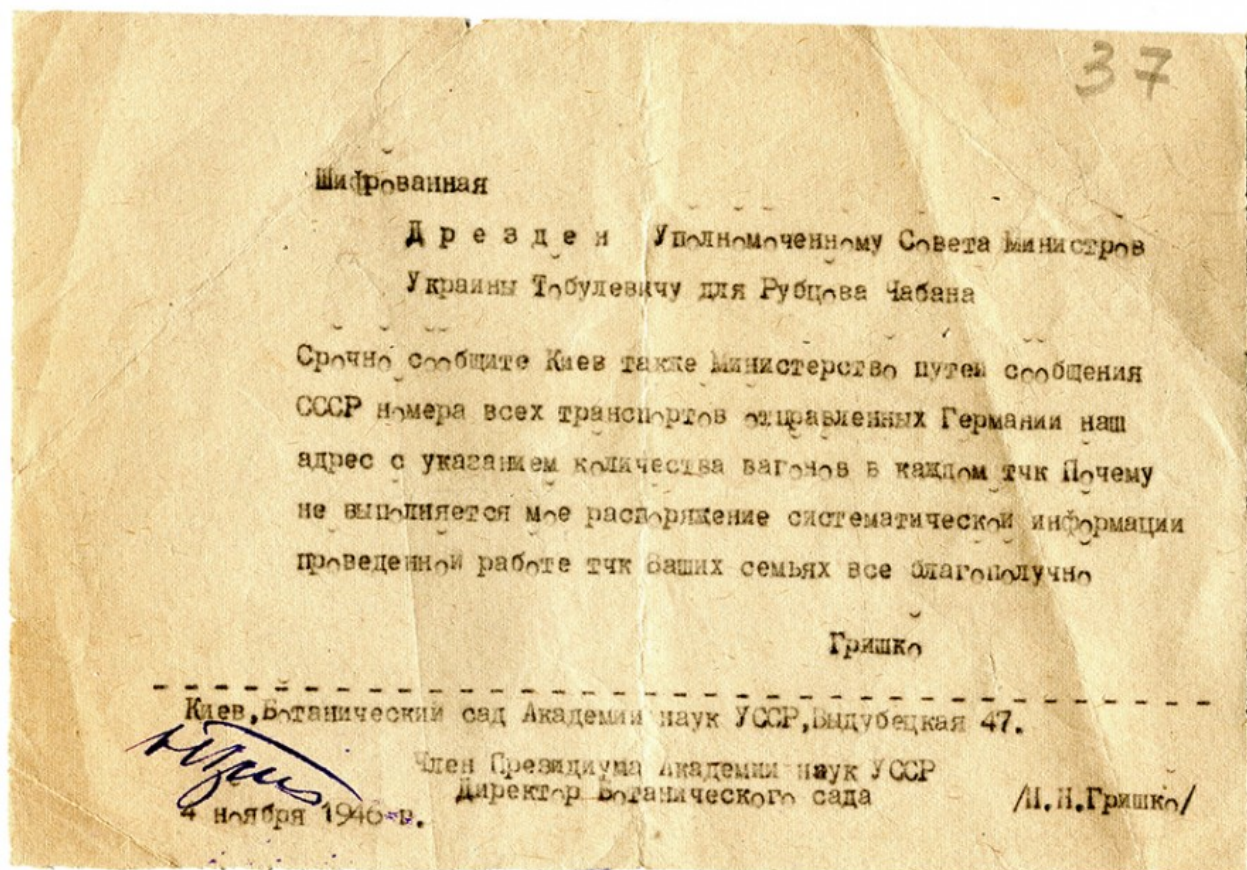 37
Шифрованная
Дрезден Уполномоченному Совета Министров
Украины Тобулевичу для Рубцова Чабана
Срочно сообщите Киев также Министерство путей сообщения
СССР номера всех транспортов отправленных Германии наш
адрес с указанием количества вагонов в каждом тчк Почему
не выполняется мое распоряжение систематической информации
проведенной работе тчк Ваших семьях все благополучно
Гришко
Киев,Ботанический сад Академии наук УССР,Выдубецкая 47.
Член Президиума Академии наук УССР
Директор Ботанического сада /Н.Н.Гришко/
4 ноября 1946 г.